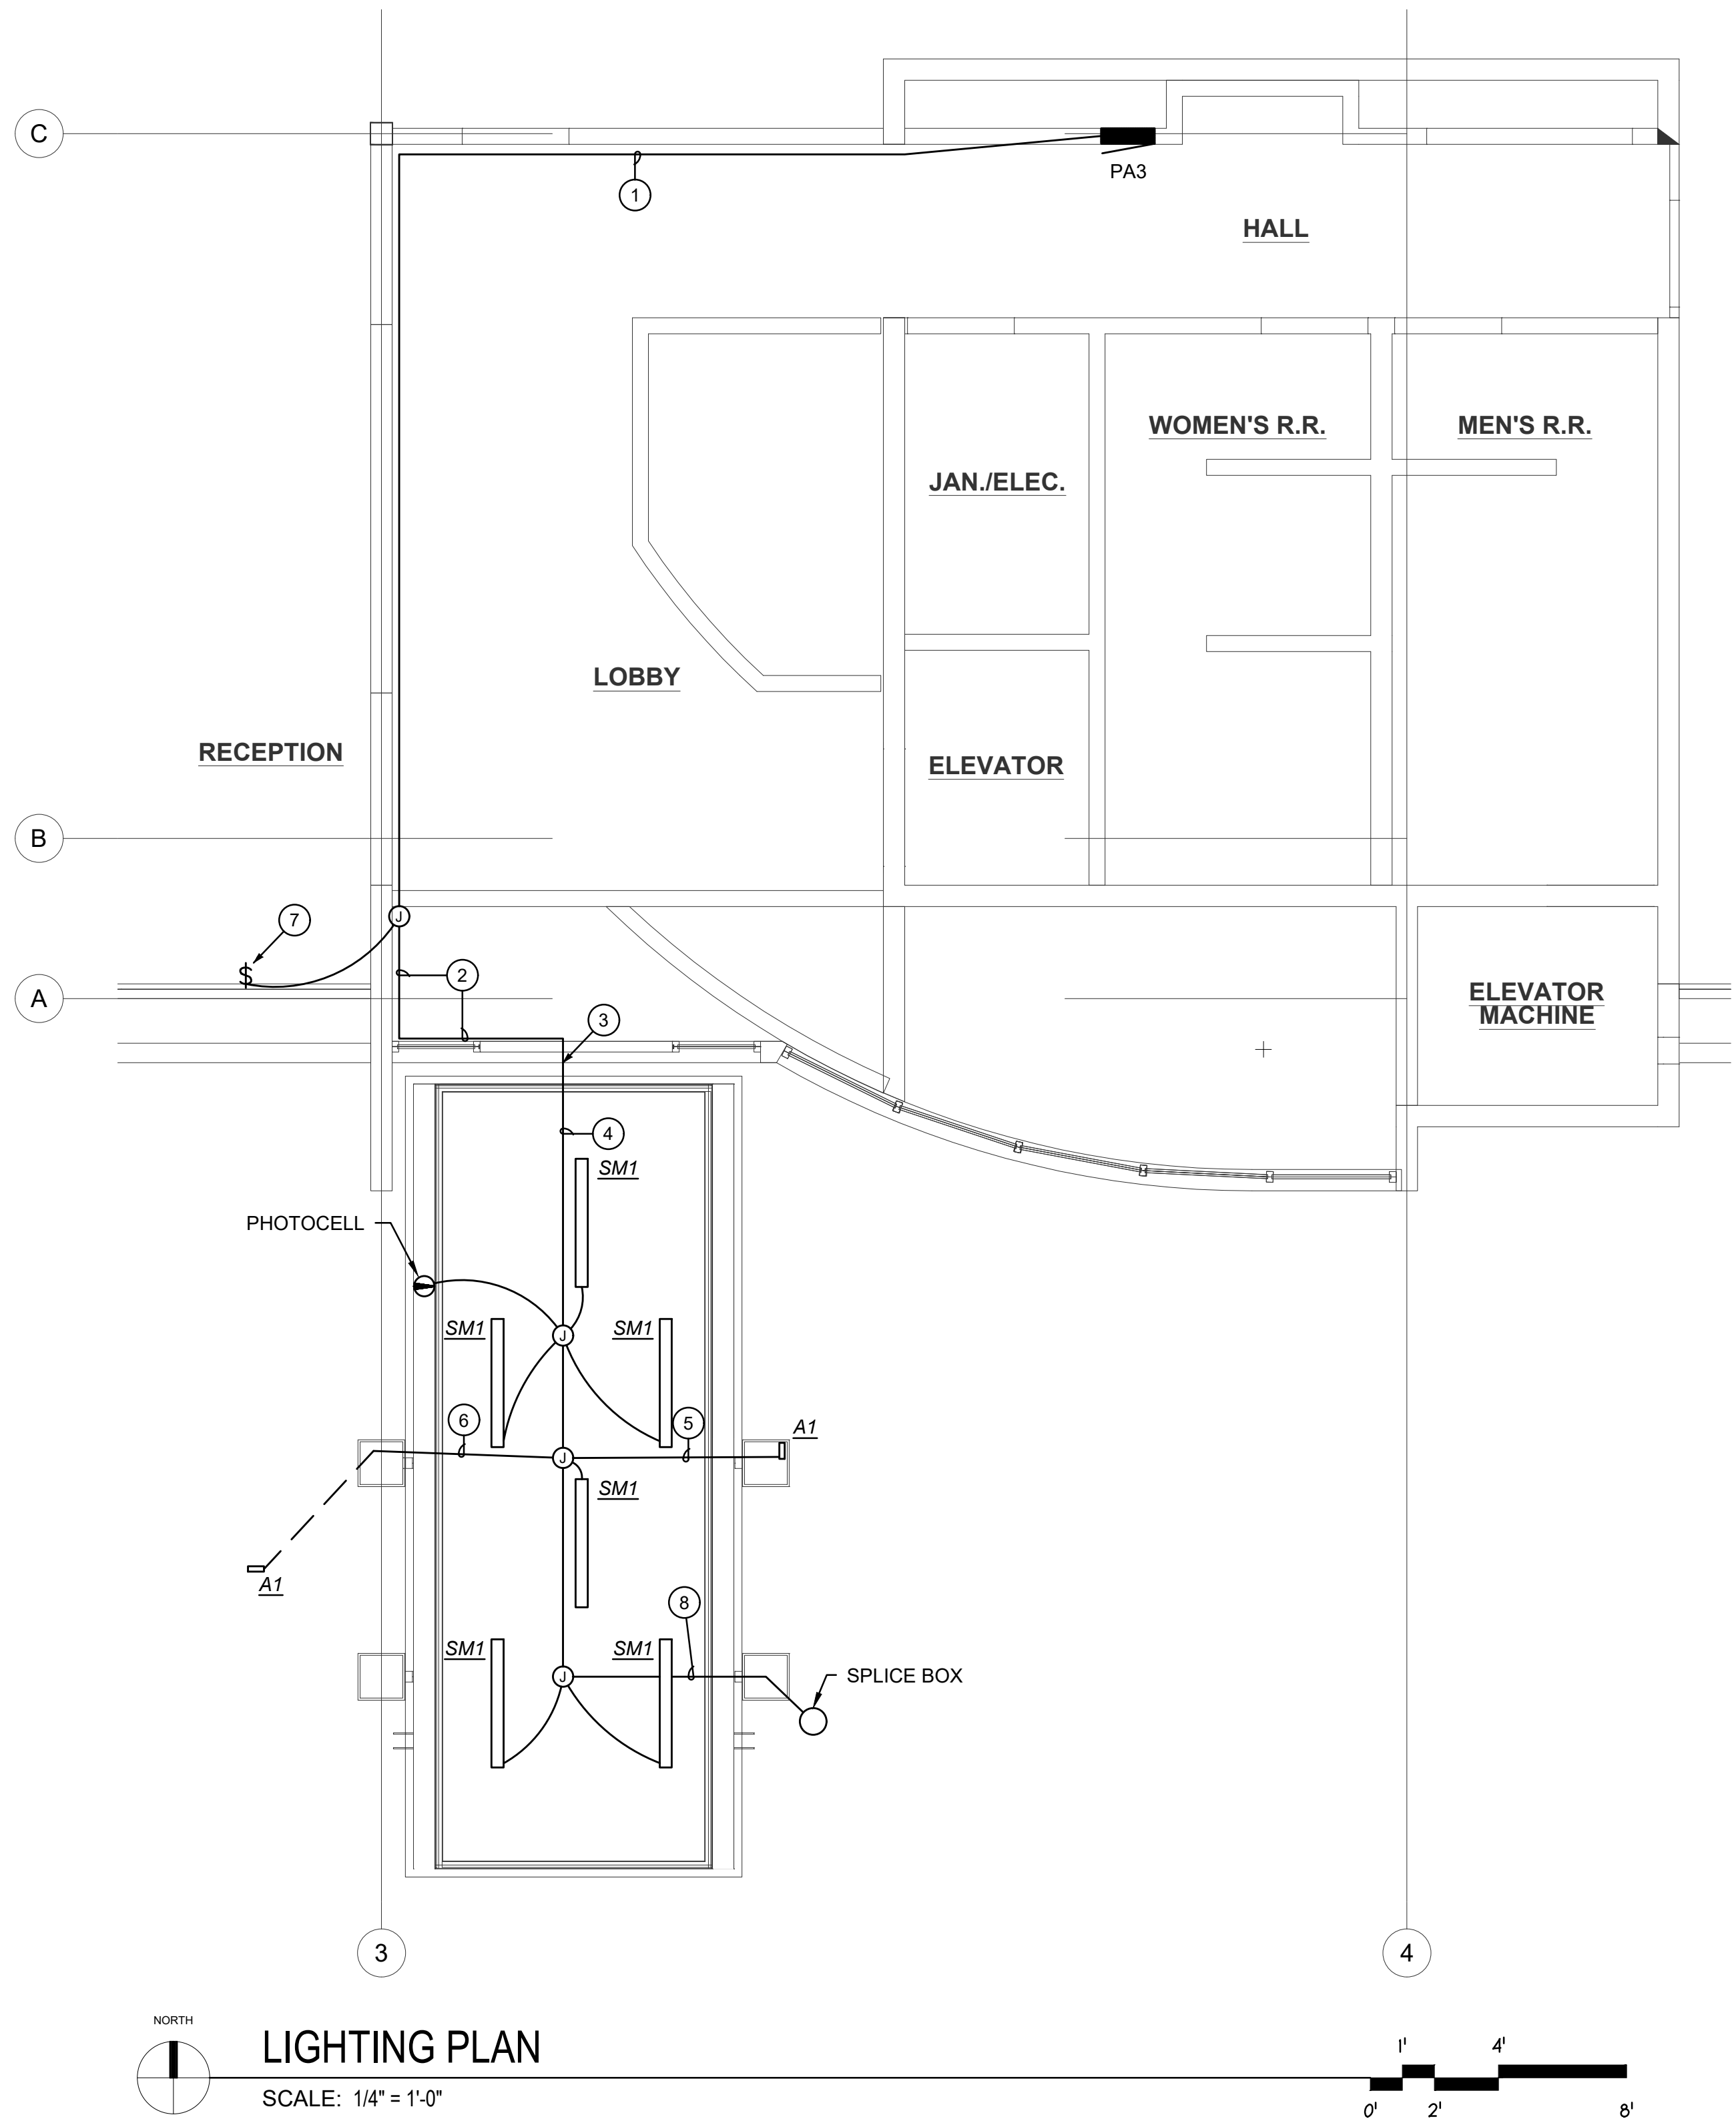 C
1
PA3
HALL
WOMEN'S R.R.
MEN'S R.R.
JAN./ELEC.
LOBBY
RECEPTION
ELEVATOR
B
7
J
$
2
A
3
ELEVATOR
MACHINE
4
SM1
PHOTOCELL
SM1
SM1
J
6
5
A1
J
SM1
A1
8
SM1
SM1
J
SPLICE BOX
3
4
NORTH
LIGHTING PLAN
SCALE: 1/4" = 1'-0"
1'
4'
0'
2'
8'